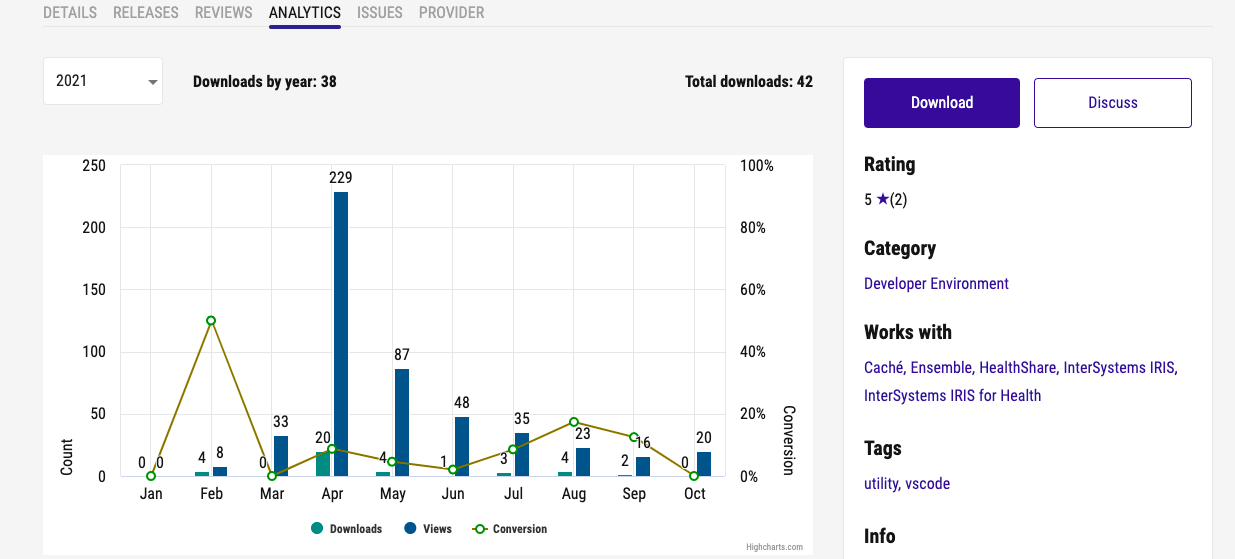 DETAILS RELEASES REVIEWS ANALYTICS ISSUES PROVIDER
2021 Downloads by year: 38 Total downloads: 42
250 100%
229
200 80%
150 60%
100 40%
87
50 20%
48
33 35
20 23 16 20
0 0 4 8 0 4 1 3 4 2 0
0 0%
Count
Conversion
Jan Feb Mar Apr May Jun Jul Aug Sep Oct
Downloads Views Conversion
Highcharts.com
Download Discuss
Rating
5 ★(2)
Category
Developer Environment
Works with
Caché, Ensemble, HealthShare, InterSystems IRIS,
InterSystems IRIS for Health
Tags
utility, vscode
Info